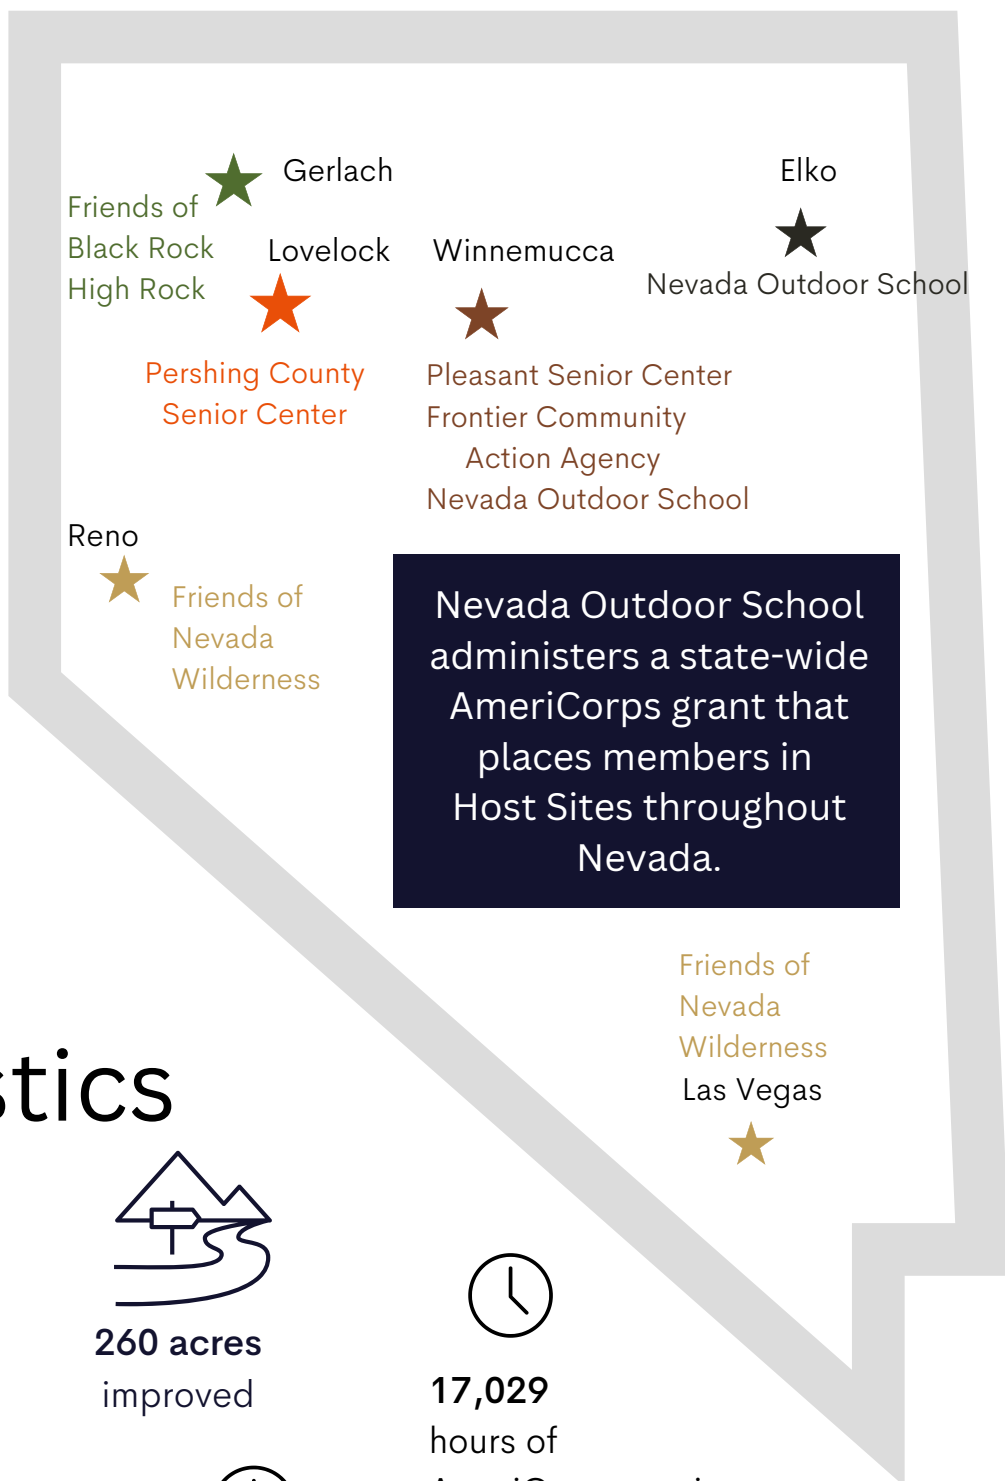 Gerlach
Elko
Friends of
Black Rock
High Rock
Lovelock
Winnemucca
Nevada Outdoor School
Pershing County
Senior Center
Pleasant Senior Center
Frontier Community
Action Agency
Nevada Outdoor School
Reno
Friends of
Nevada
Wilderness
Nevada Outdoor School
administers a state-wide
AmeriCorps grant that
places members in
Host Sites throughout
Nevada.
Friends of
Nevada
Wilderness
Las Vegas
stics
260 acres
improved
17,029
hours of